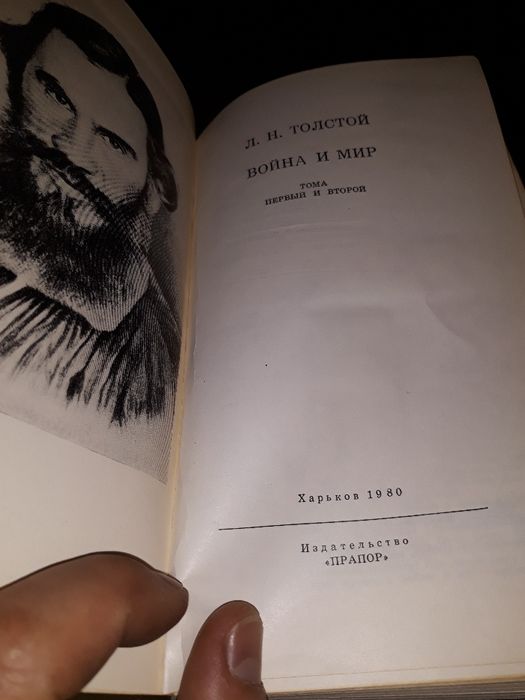 Л. Н. ТОЛСТОЙ
ВОЙНА И МИР
ТОМА
ПЕРВЫЙ И ВТОРОЙ
Харьков 1980
Издательство
«ПРАПОР»